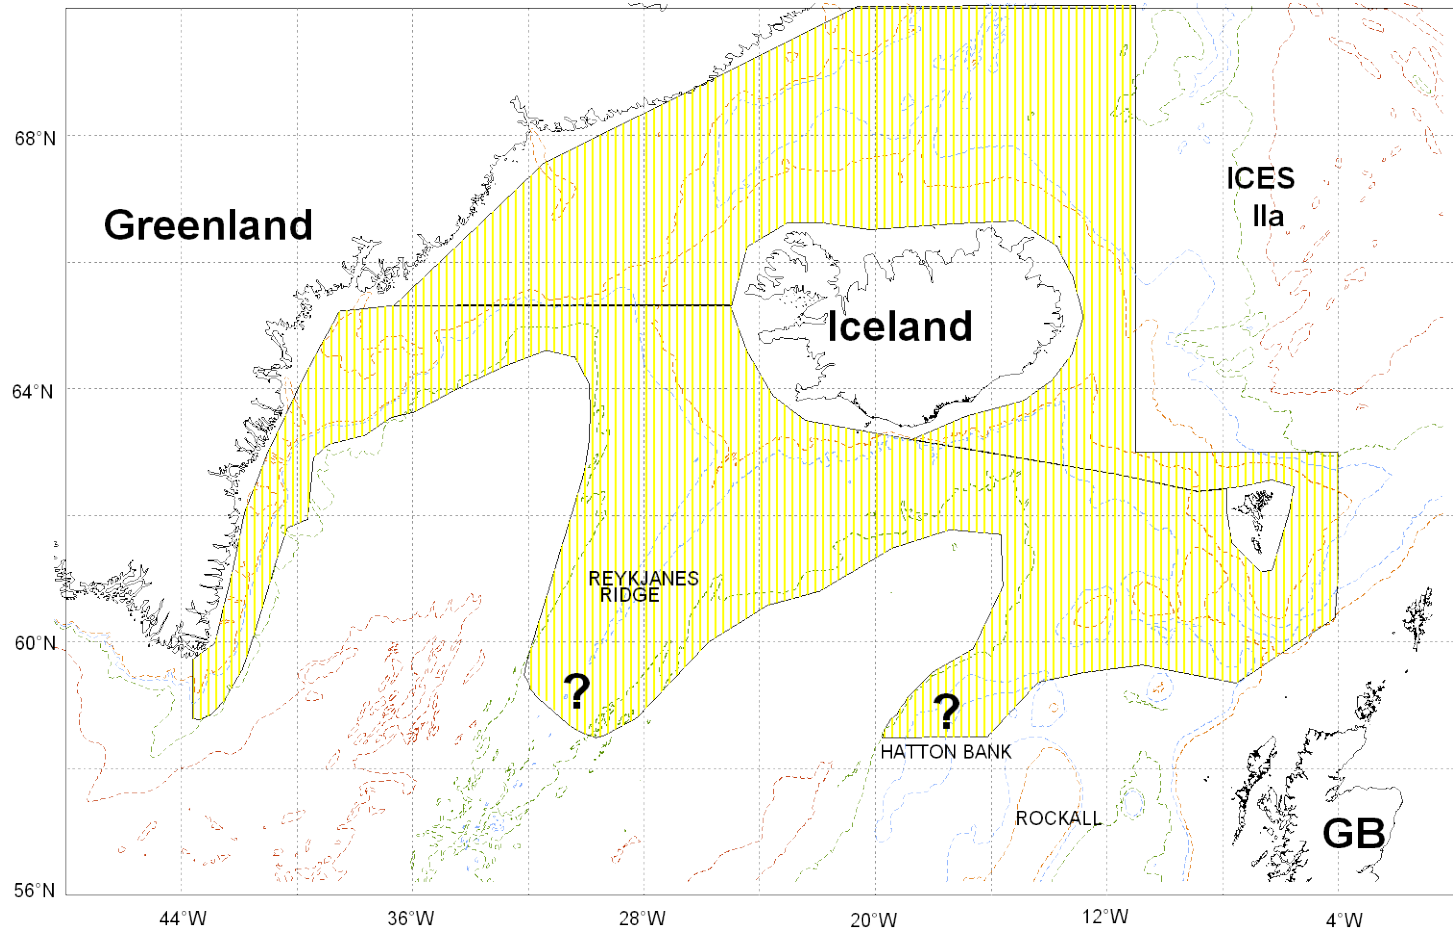 68°N
ICES
IIa
Greenland
Iceland
64°N
REYKJANES
RIDGE
60°N
?
?
HATTON BANK
ROCKALL
GB
56°N
44°W
36°W
28°W
20°W
12°W
4°W